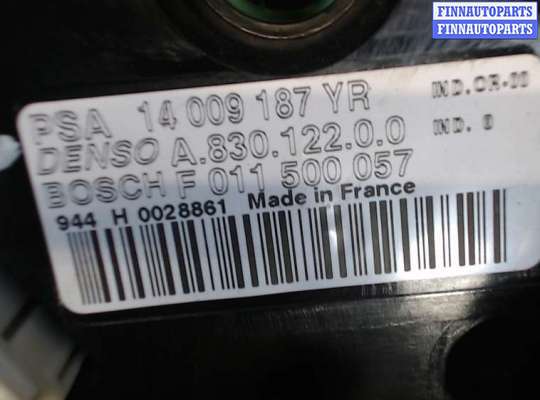 FINNAUTOPARTS
FINNAUTOPARTS
PSA 14 009 187 YR IND.OR-00
DENSO A.830.122.0.0 IND. 0
BOSCH F 011 500 057
944 H 0028861 Made in France